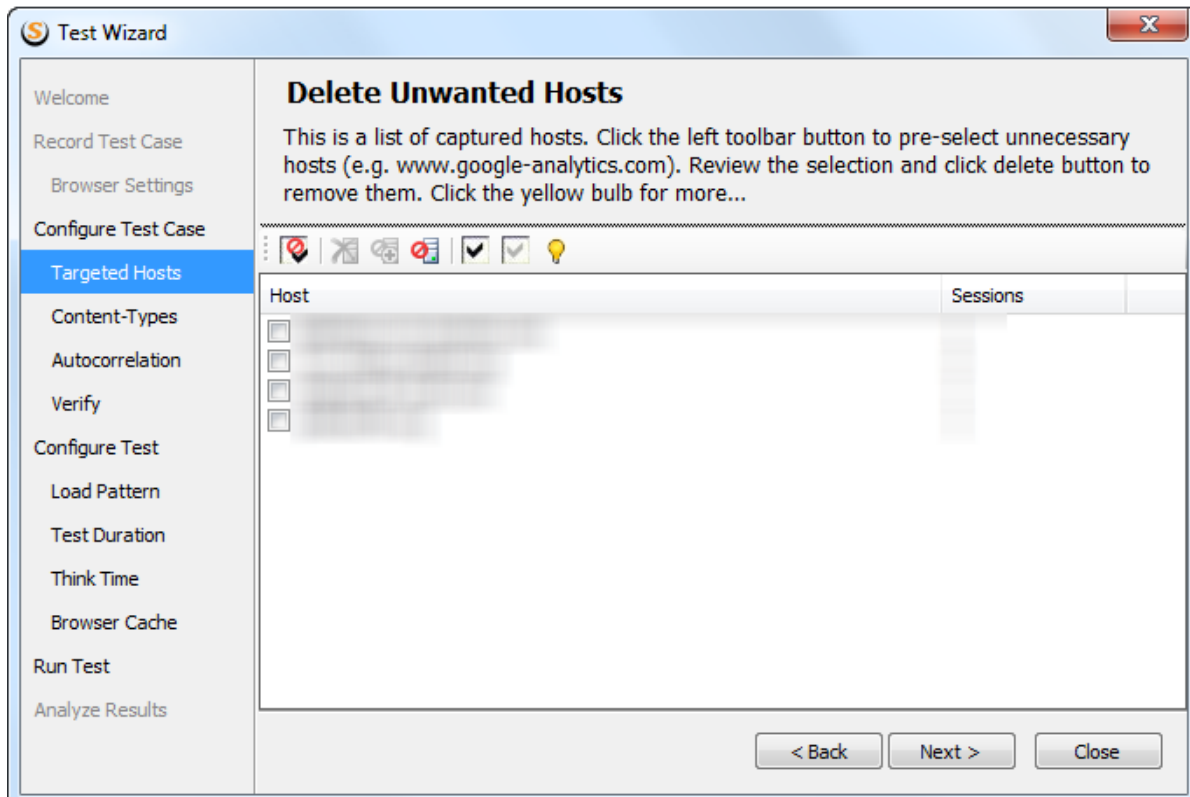 S Test Wizard
Welcome
Record Test Case
Browser Settings
Configure Test Case
Targeted Hosts
Content-Types
Autocorrelation
Verify
Configure Test
Load Pattern
Test Duration
Think Time
Browser Cache
Run Test
Analyze Results
Delete Unwanted Hosts
This is a list of captured hosts. Click the left toolbar button to pre-select unnecessary
hosts (e.g. www.google-analytics.com). Review the selection and click delete button to
remove them. Click the yellow bulb for more...
Host Sessions
< Back Next > Close